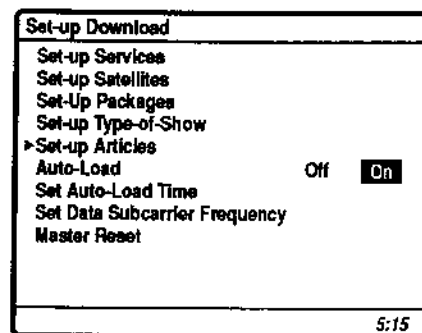 Set-up Download
Set-up Services
Set-up Satellites
Set-Up Packages
Set-up Type-of-Show
▶Set-up Articles
Auto-Load Off On
Set Auto-Load Time
Set Data Subcarrier Frequency
Master Reset
5:15